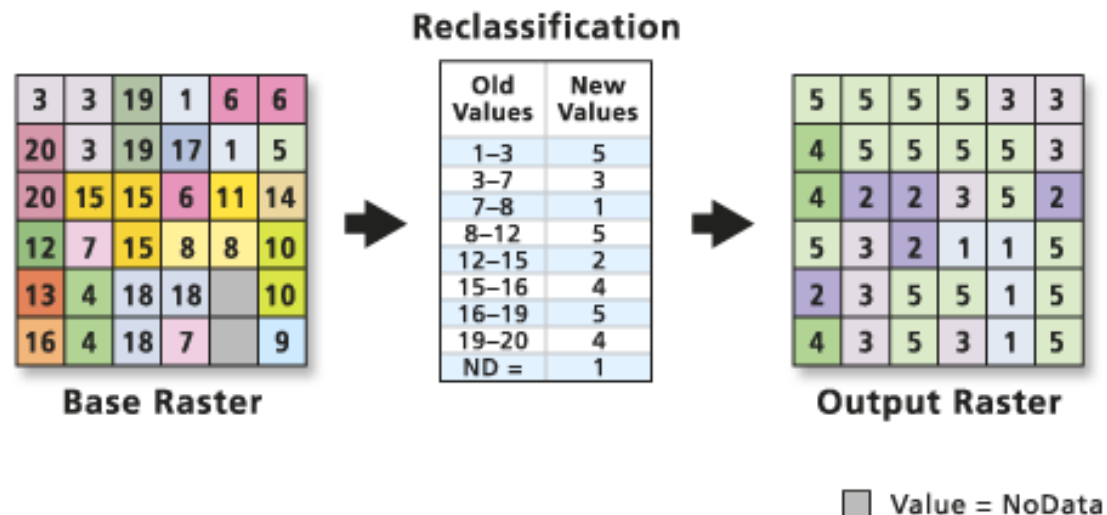 Reclassification
3 3 19 1 6 6
20 3 19 17 1 5
20 15 15 6 11 14
12 7 15 8 8 10
13 4 18 18 10
16 4 18 7 9
Base Raster
Old Values New Values
1–3 5
3–7 3
7–8 1
8–12 5
12–15 2
15–16 4
16–19 5
19–20 4
ND = 1
5 5 5 5 3 3
4 5 5 5 5 3
4 2 2 3 5 2
5 3 2 1 1 5
2 3 5 5 1 5
4 3 5 3 1 5
Output Raster
Value = NoData